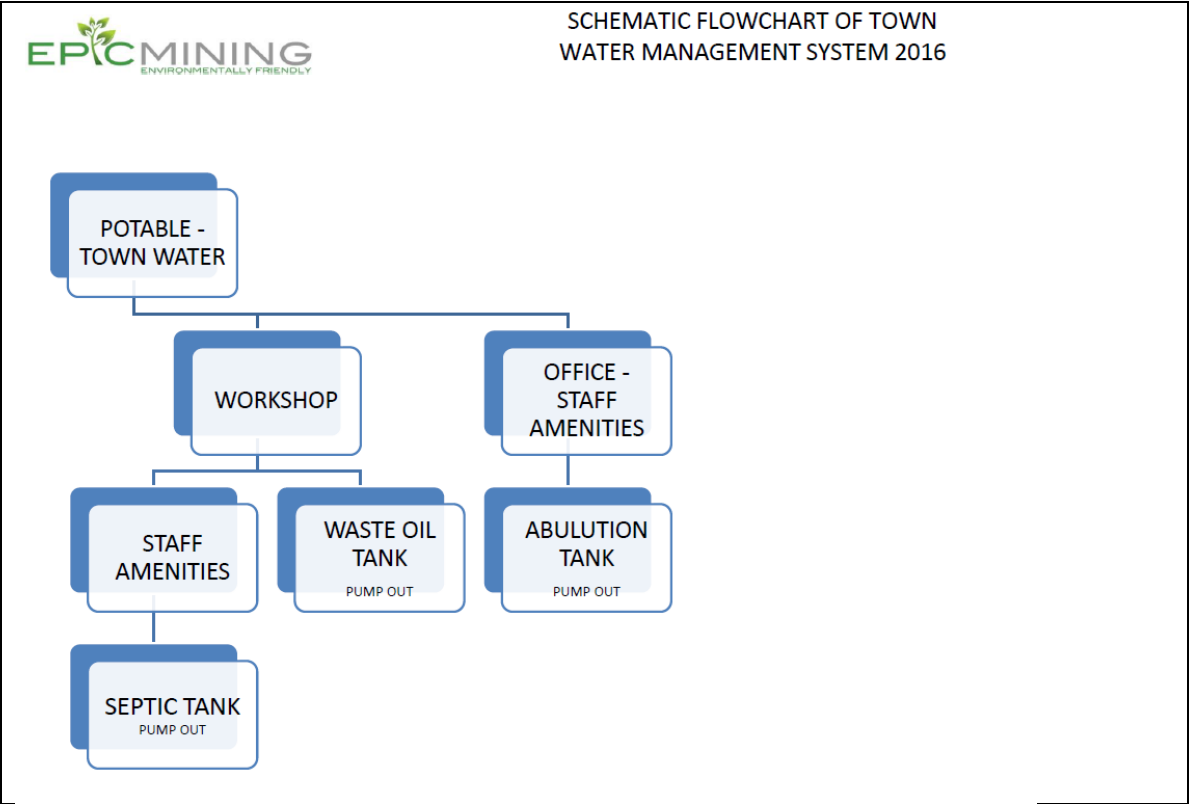 EPICMINING
ENVIRONMENTALLY FRIENDLY
SCHEMATIC FLOWCHART OF TOWN
WATER MANAGEMENT SYSTEM 2016
POTABLE -
TOWN WATER
WORKSHOP
OFFICE -
STAFF
AMENITIES
STAFF
AMENITIES
WASTE OIL
TANK
PUMP OUT
ABULUTION
TANK
PUMP OUT
SEPTIC TANK
PUMP OUT